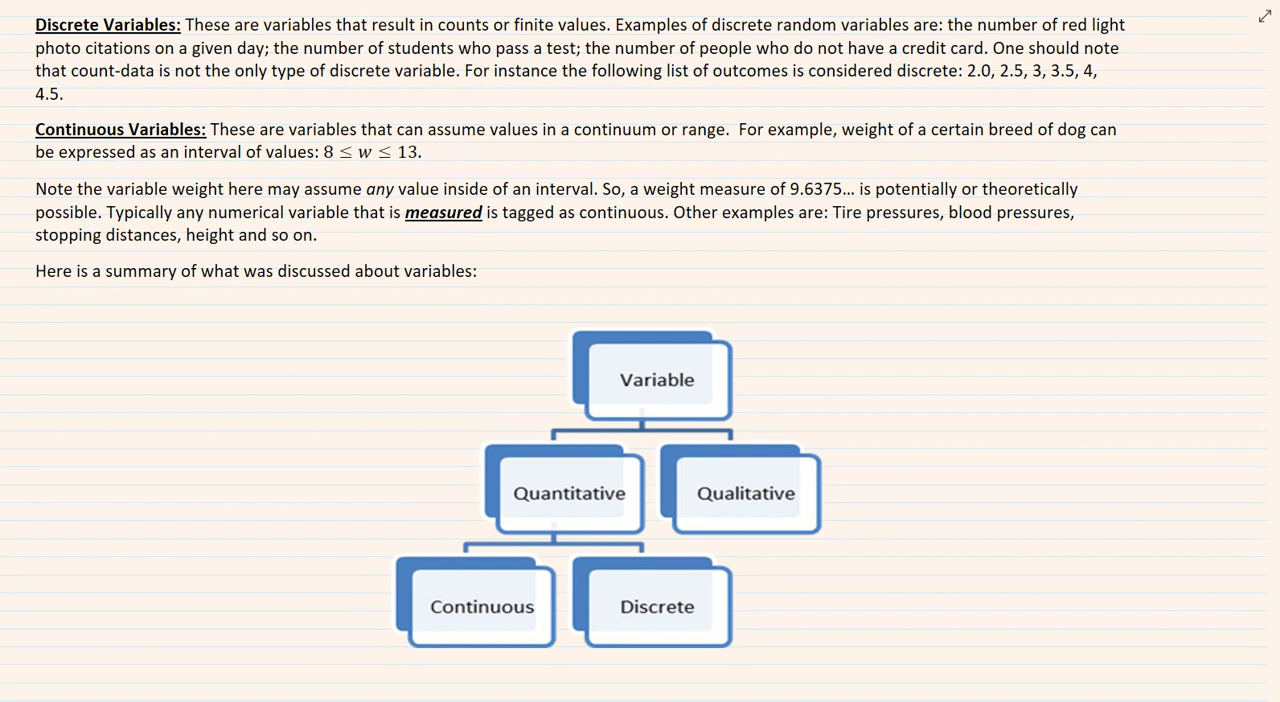 Discrete Variables: These are variables that result in counts or finite values. Examples of discrete random variables are: the number of red light
photo citations on a given day; the number of students who pass a test; the number of people who do not have a credit card. One should note
that count-data is not the only type of discrete variable. For instance the following list of outcomes is considered discrete: 2.0, 2.5, 3, 3.5, 4,
4.5.
Continuous Variables: These are variables that can assume values in a continuum or range.  For example, weight of a certain breed of dog can
be expressed as an interval of values: 8 ≤ w ≤ 13.
Note the variable weight here may assume any value inside of an interval. So, a weight measure of 9.6375... is potentially or theoretically
possible. Typically any numerical variable that is measured is tagged as continuous. Other examples are: Tire pressures, blood pressures,
stopping distances, height and so on.
Here is a summary of what was discussed about variables:
Variable
Quantitative
Qualitative
Continuous
Discrete